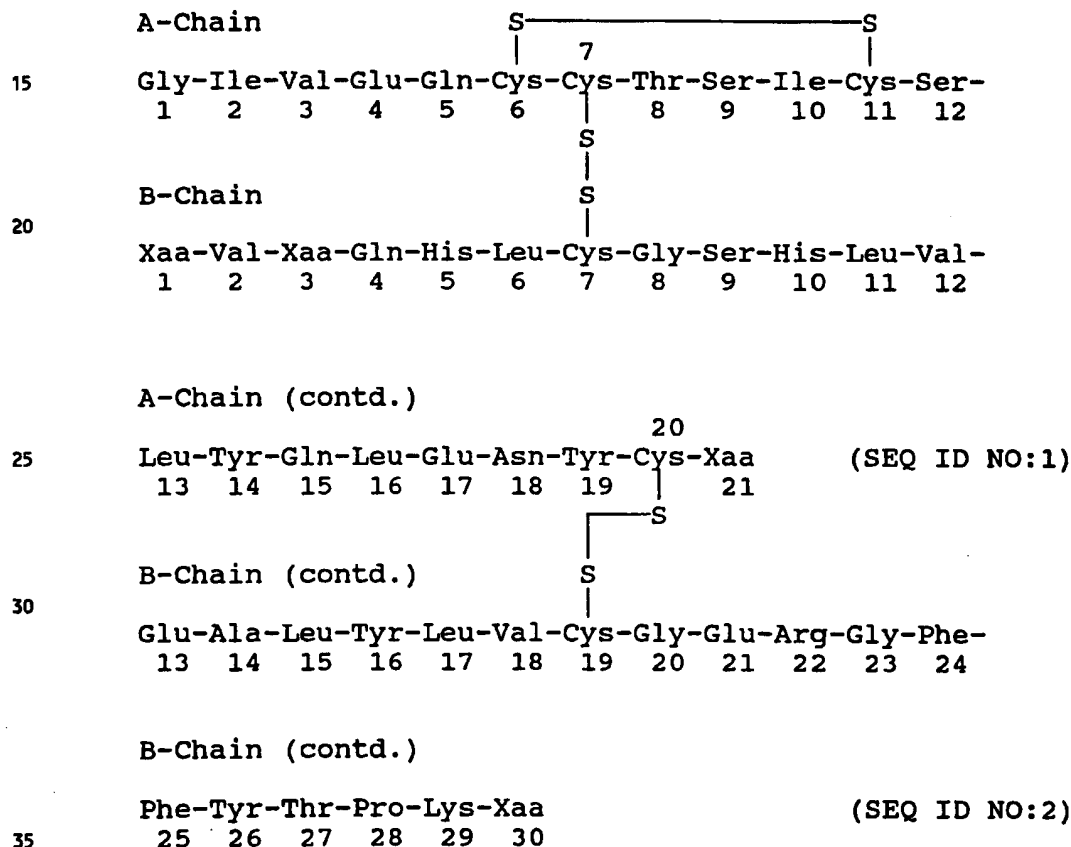 A-Chain S S
7
15 Gly-Ile-Val-Glu-Gln-Cys-Cys-Thr-Ser-Ile-Cys-Ser-
1 2 3 4 5 6 8 9 10 11 12
S
B-Chain S
20
Xaa-Val-Xaa-Gln-His-Leu-Cys-Gly-Ser-His-Leu-Val-
1 2 3 4 5 6 7 8 9 10 11 12
A-Chain (contd.)
20
25 Leu-Tyr-Gln-Leu-Glu-Asn-Tyr-Cys-Xaa (SEQ ID NO:1)
13 14 15 16 17 18 19 21
S
B-Chain (contd.) S
30
Glu-Ala-Leu-Tyr-Leu-Val-Cys-Gly-Glu-Arg-Gly-Phe-
13 14 15 16 17 18 19 20 21 22 23 24
B-Chain (contd.)
Phe-Tyr-Thr-Pro-Lys-Xaa (SEQ ID NO:2)
35 25 26 27 28 29 30